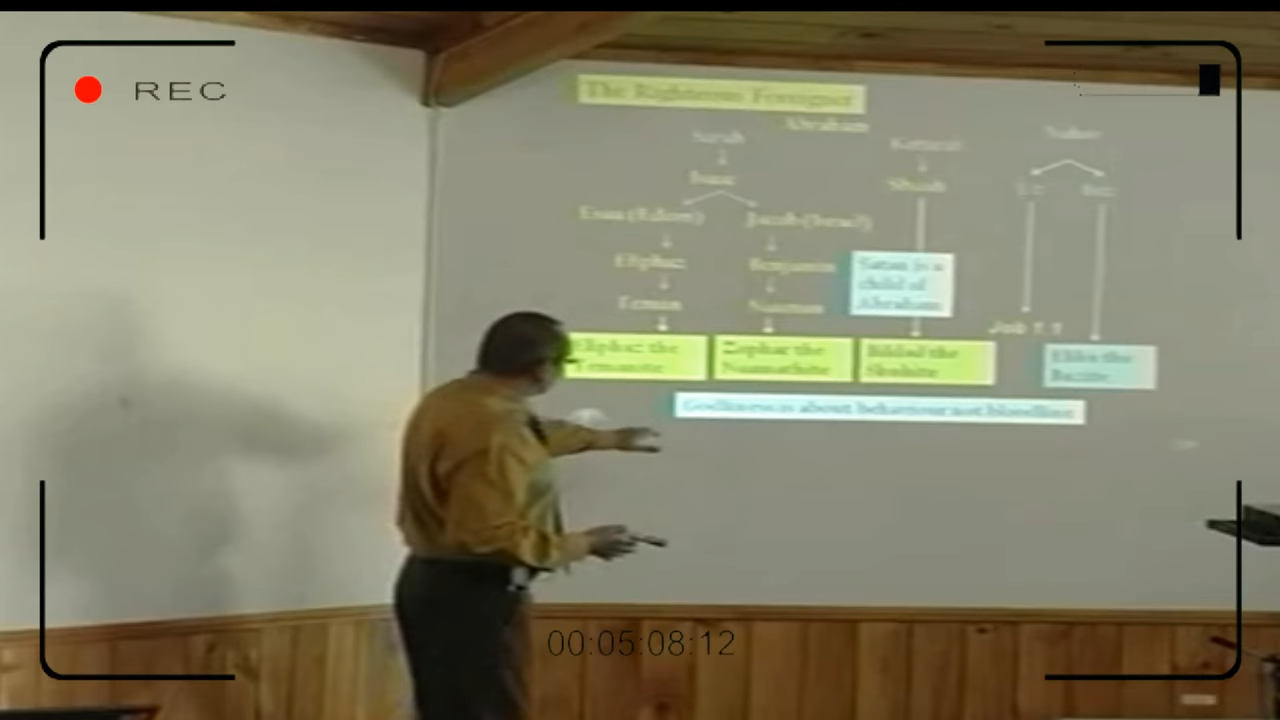 REC
The Righteous Foreigner
Abraham
Sarah
Keturah
Nahor
Isaac
Shuah
Uz
Buz
Esau (Edom)
Jacob (Israel)
Eliphaz
Benjamin
Satan is a
child of
Abraham
Teman
Naaman
Job 1:1
Eliphaz the
Temanite
Zophar the
Naamathite
Bildad the
Shuhite
Elihu the
Buzite
Godliness is about behaviour not bloodline
00:05:08:12